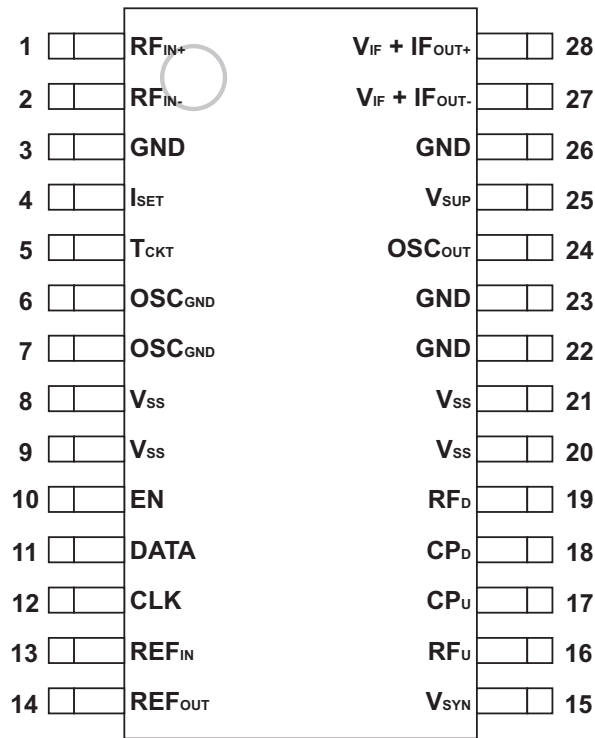 1 RFIN+ VIF + IFOUT+ 28
2 RFIN- VIF + IFOUT- 27
3 GND GND 26
4 ISET VSUP 25
5 TCKT OSCOUT 24
6 OSCGND GND 23
7 OSCGND GND 22
8 VSS VSS 21
9 VSS VSS 20
10 EN RFD 19
11 DATA CPD 18
12 CLK CPU 17
13 REFIN RFU 16
14 REFOUT VSYN 15